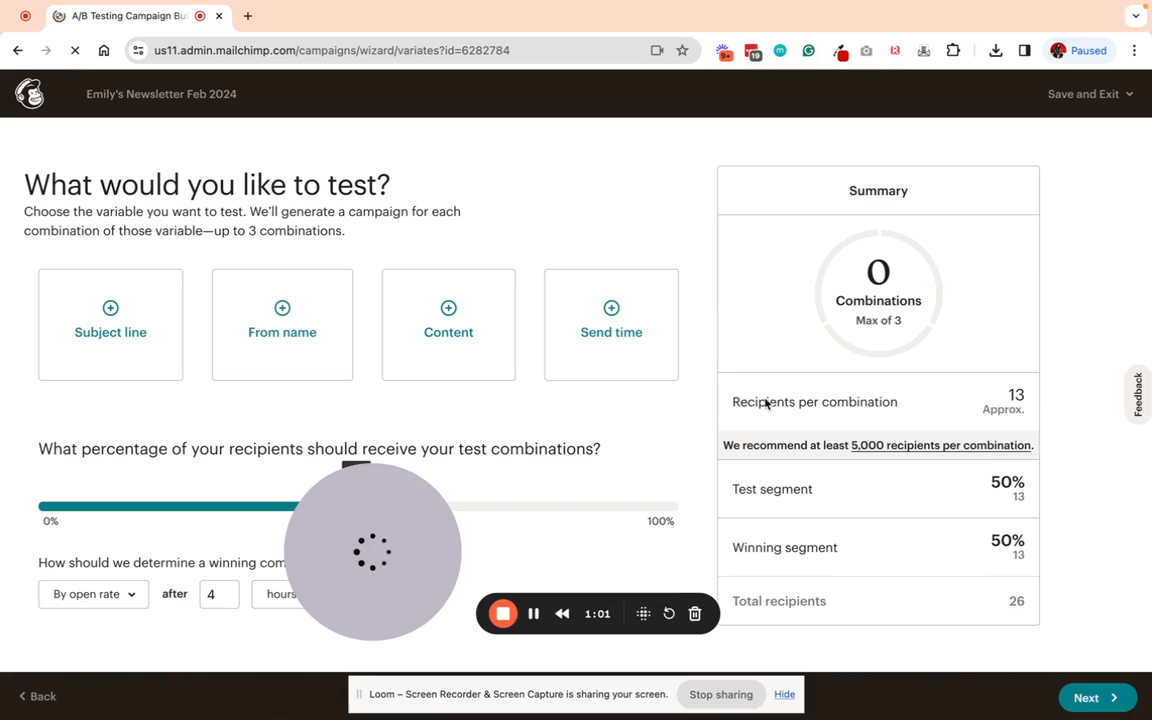 A/B Testing Campaign Bui
us11.admin.mailchimp.com/campaigns/wizard/variates?id=6282784
9+
19
Paused
Emily's Newsletter Feb 2024
Save and Exit
What would you like to test?
Choose the variable you want to test. We'll generate a campaign for each
combination of those variable—up to 3 combinations.
Subject line
From name
Content
Send time
What percentage of your recipients should receive your test combinations?
0%
100%
How should we determine a winning com
By open rate
after
4
hours
Summary
0
Combinations
Max of 3
Recipients per combination
13
Approx.
We recommend at least 5,000 recipients per combination.
Test segment
50%
13
Winning segment
50%
13
Total recipients
26
Feedback
1:01
Back
Loom – Screen Recorder & Screen Capture is sharing your screen.
Stop sharing
Hide
Next